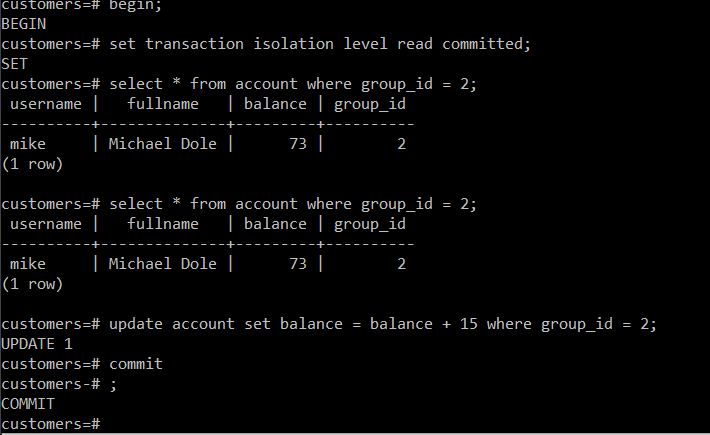 customers=# begin;
BEGIN
customers=# set transaction isolation level read committed;
SET
customers=# select * from account where group_id = 2;
 username |   fullname   | balance | group_id
----------+--------------+---------+----------
 mike     | Michael Dole |      73 |        2
(1 row)

customers=# select * from account where group_id = 2;
 username |   fullname   | balance | group_id
----------+--------------+---------+----------
 mike     | Michael Dole |      73 |        2
(1 row)

customers=# update account set balance = balance + 15 where group_id = 2;
UPDATE 1
customers=# commit
customers-# ;
COMMIT
customers=#